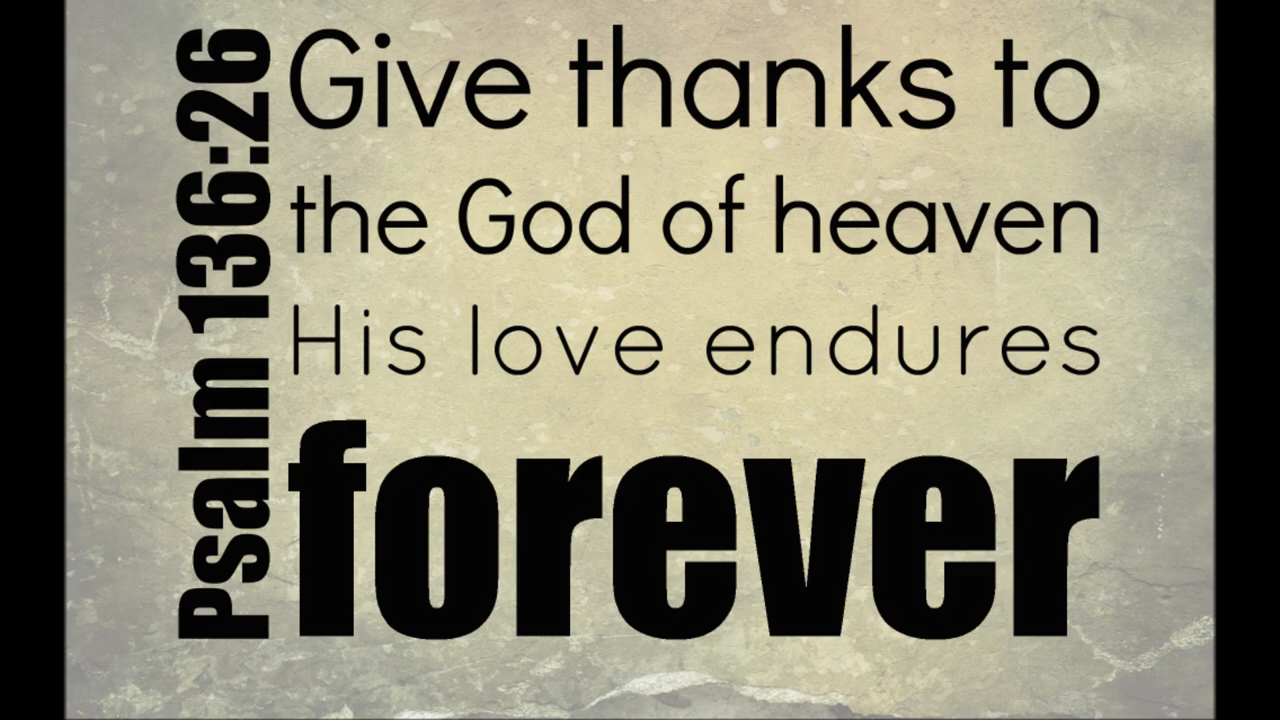 Psalm 136:26
Give thanks to
the God of heaven
His love endures
forever